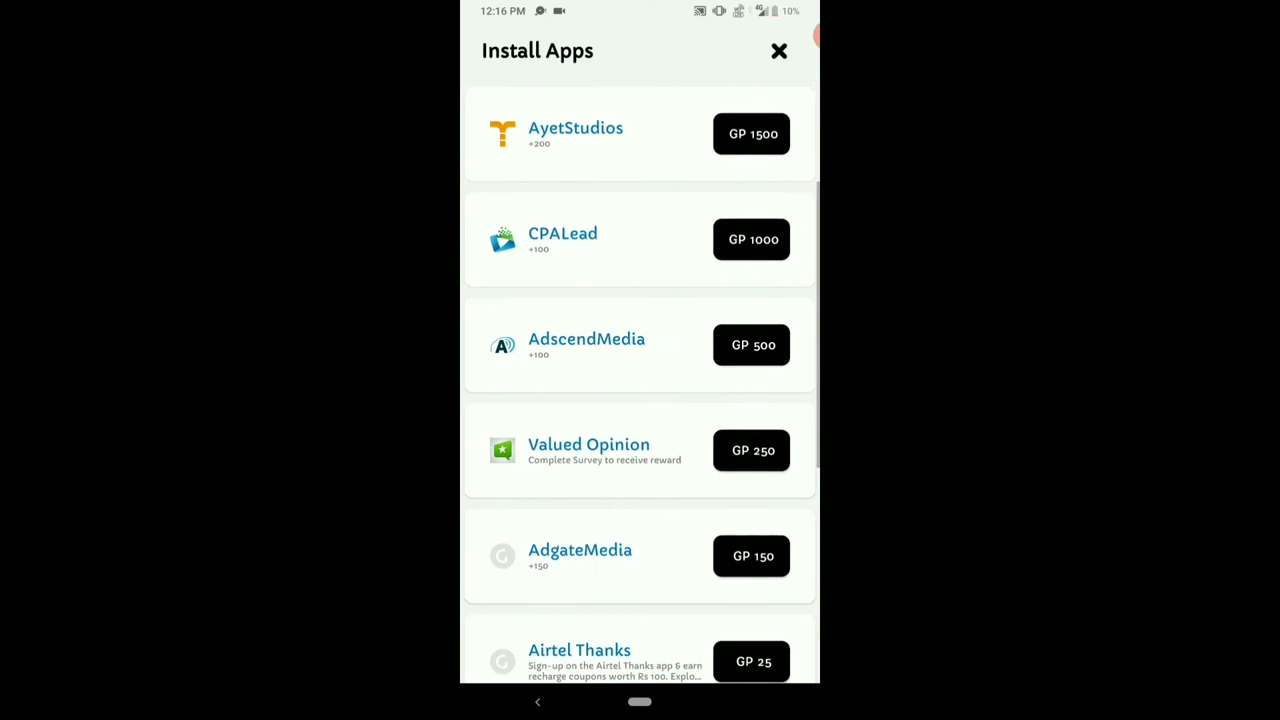 12:16 PM 4G 10%
Install Apps
AyetStudios
+200
GP 1500
CPALead
+100
GP 1000
AdscendMedia
+100
GP 500
Valued Opinion
Complete Survey to receive reward
GP 250
AdgateMedia
+150
GP 150
Airtel Thanks
Sign-up on the Airtel Thanks app & earn
recharge coupons worth Rs 100. Explo...
GP 25